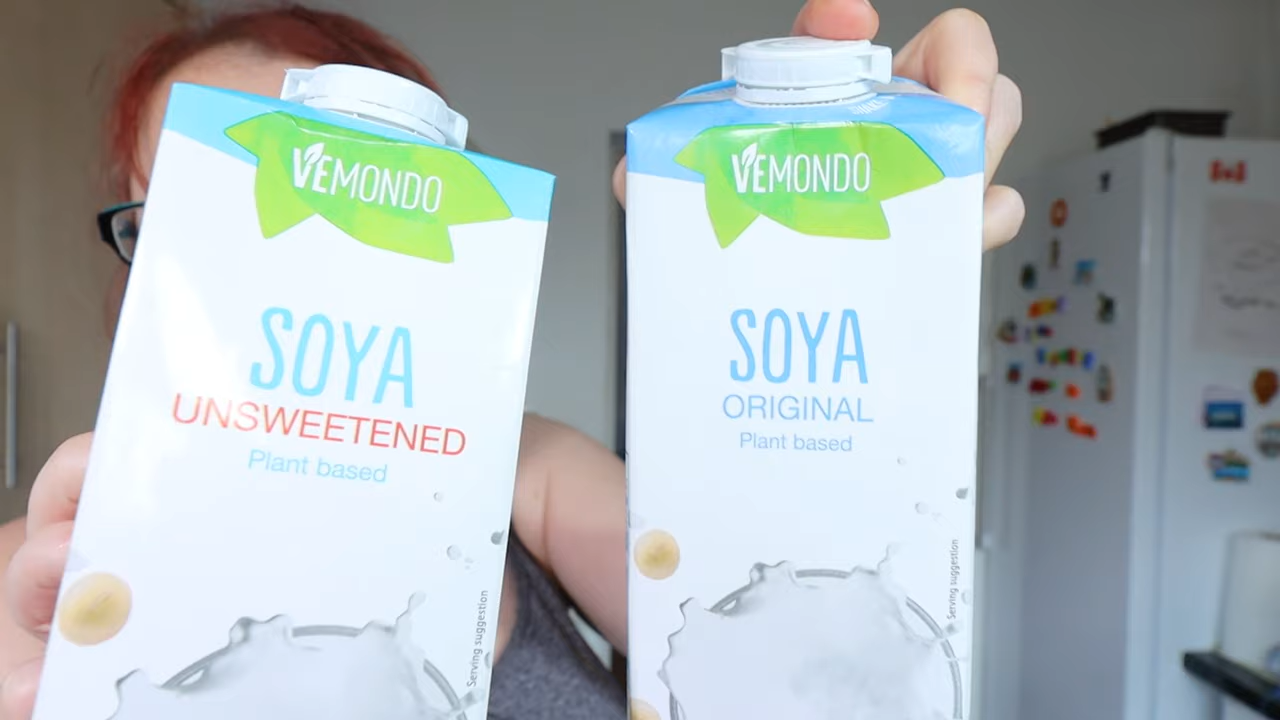 VEMONDO
SOYA
UNSWEETENED
Plant based
Serving suggestion
VEMONDO
SOYA
ORIGINAL
Plant based
Serving suggestion